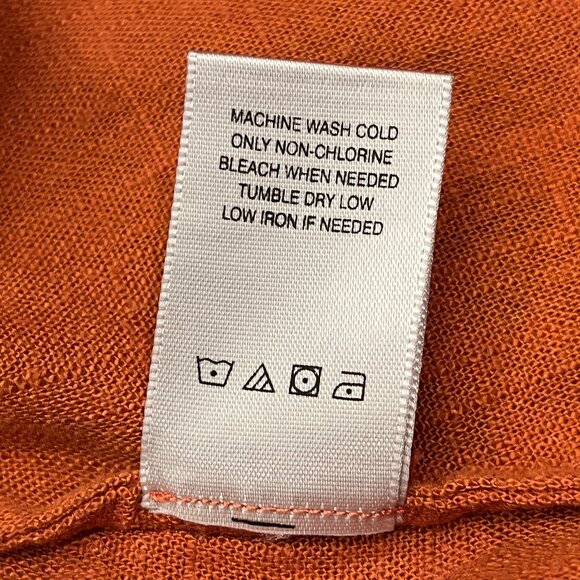 MACHINE WASH COLD
ONLY NON-CHLORINE
BLEACH WHEN NEEDED
TUMBLE DRY LOW
LOW IRON IF NEEDED